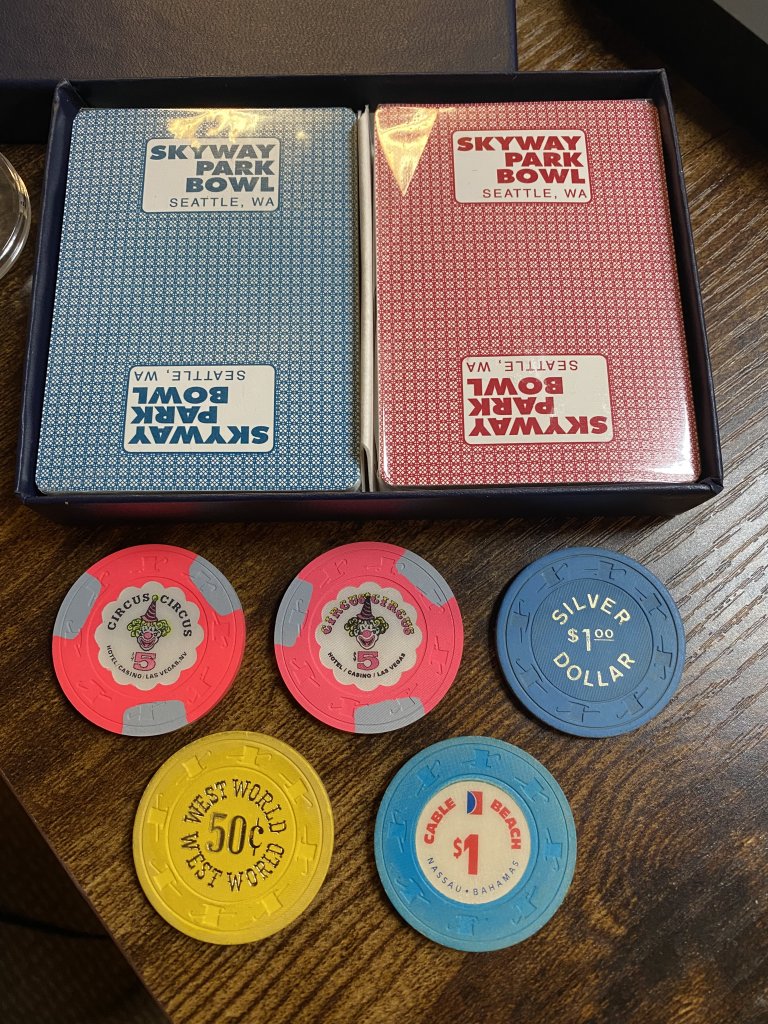 SKYWAY
PARK
BOWL
SEATTLE, WA
SKYWAY
PARK
BOWL
SEATTLE, WA
SKYWAY
PARK
BOWL
SEATTLE, WA
SKYWAY
PARK
BOWL
SEATTLE, WA
CIRCUS CIRCUS
$5
HOTEL CASINO/LAS VEGAS, NV
CIRCUS CIRCUS
$5
HOTEL / CASINO / LAS VEGAS
SILVER
$1.00
DOLLAR
WEST WORLD
50¢
WEST WORLD
CABLE BEACH
$1
NASSAU • BAHAMAS